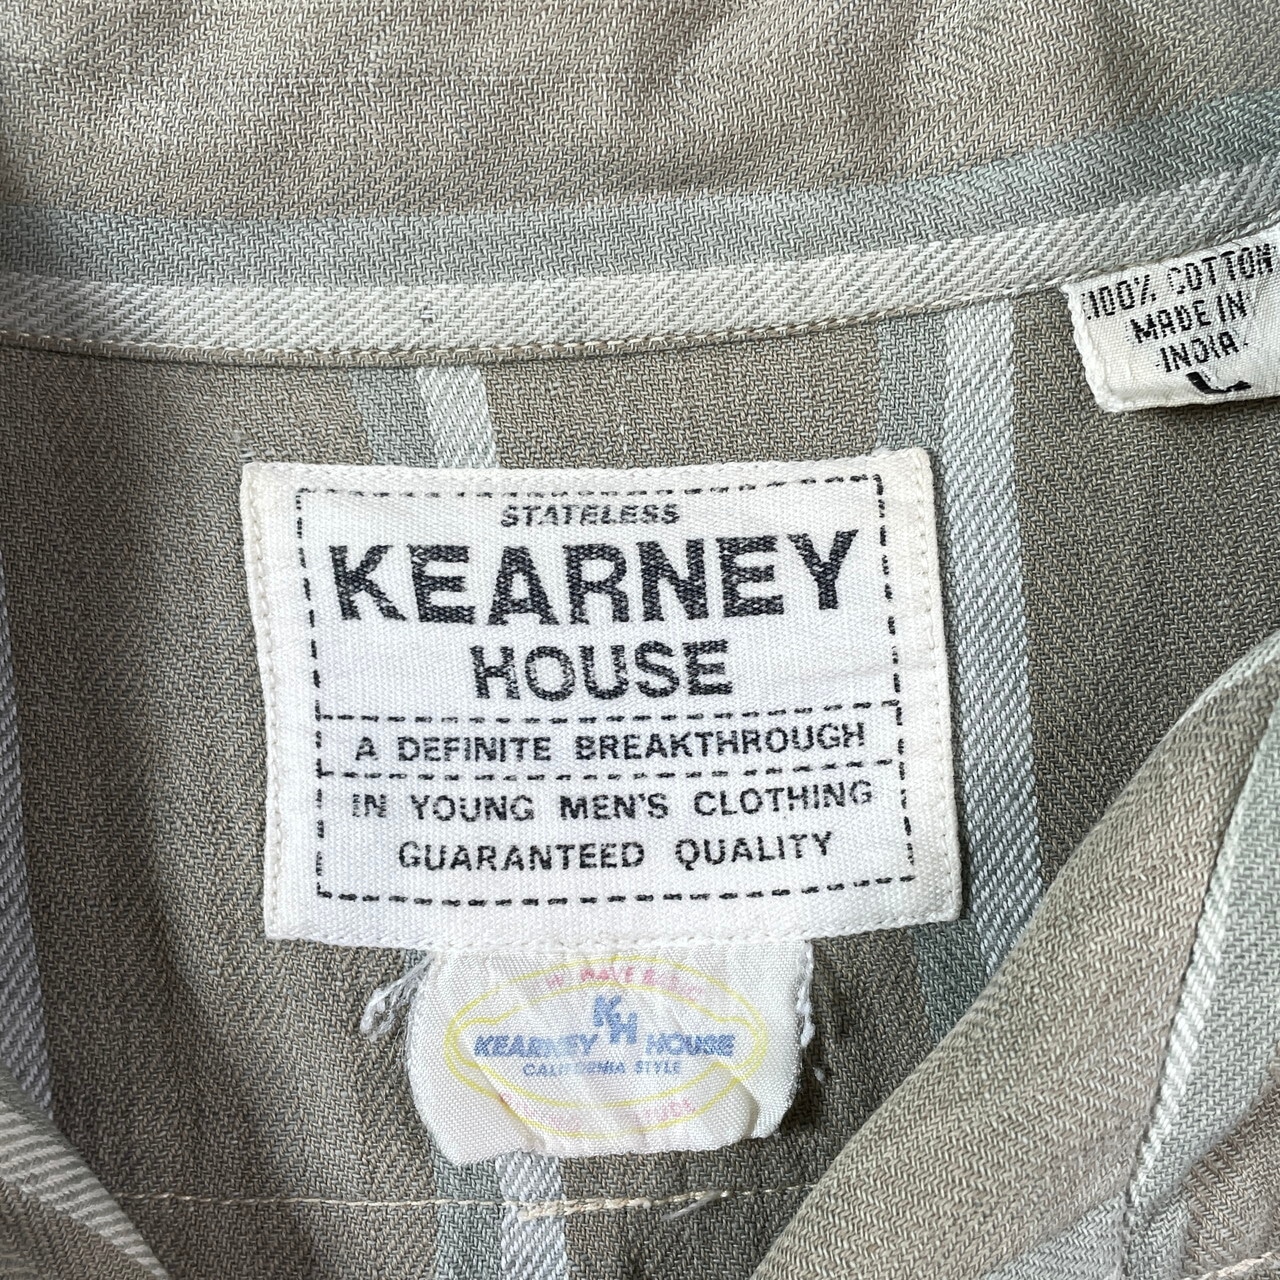 100% COTTON
MADE IN
INDIA
L
STATELESS
KEARNEY
HOUSE
A DEFINITE BREAKTHROUGH
IN YOUNG MEN'S CLOTHING
GUARANTEED QUALITY
KH
KEARNEY HOUSE
CALIFORNIA STYLE